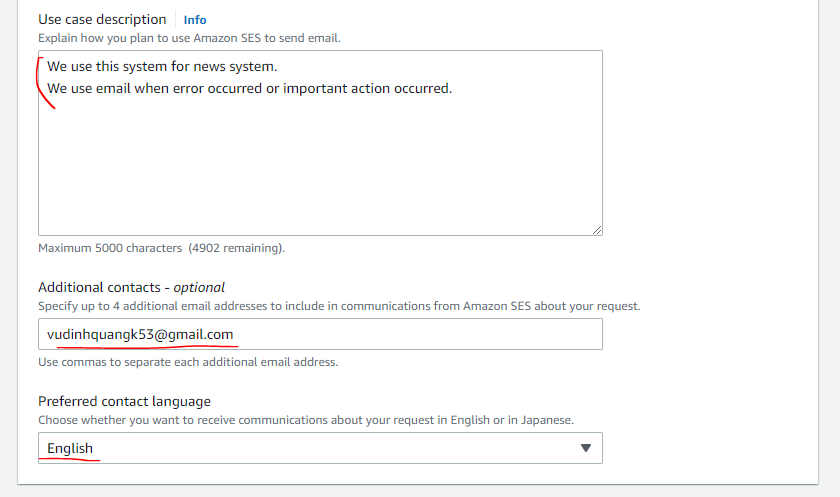 Use case description Info
Explain how you plan to use Amazon SES to send email.
We use this system for news system.
We use email when error occurred or important action occurred.
Maximum 5000 characters (4902 remaining).
Additional contacts - optional
Specify up to 4 additional email addresses to include in communications from Amazon SES about your request.
vudinhquangk53@gmail.com
Use commas to separate each additional email address.
Preferred contact language
Choose whether you want to receive communications about your request in English or in Japanese.
English